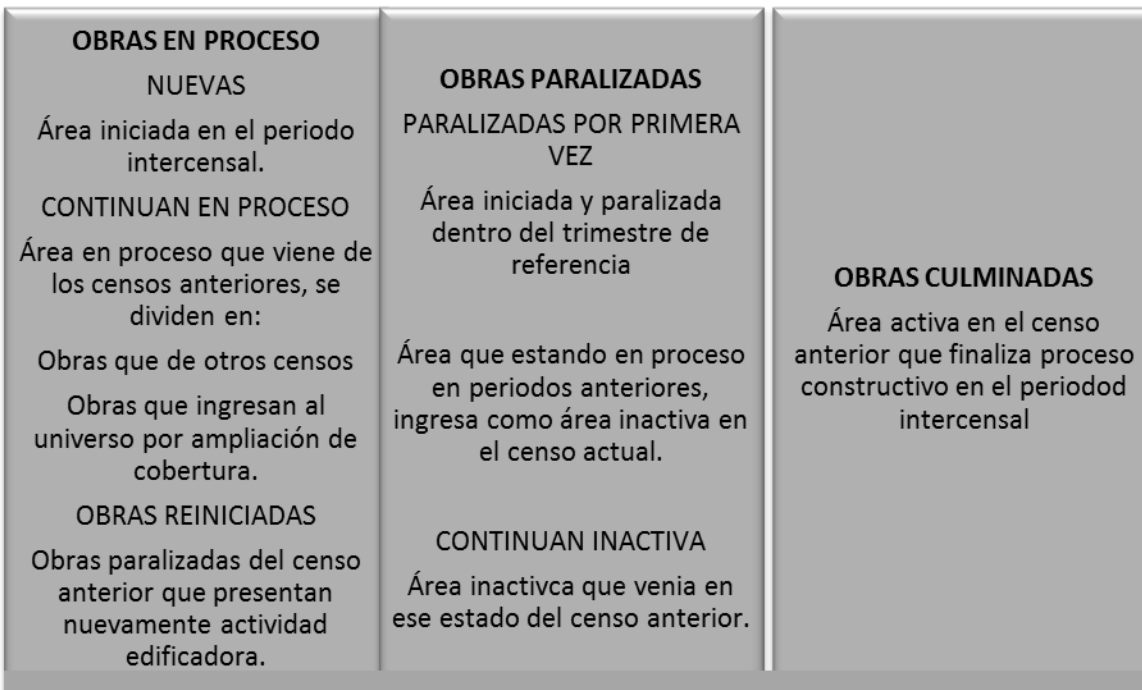 OBRAS EN PROCESO
NUEVAS
Área iniciada en el periodo
intercensal.
CONTINUAN EN PROCESO
Área en proceso que viene de
los censos anteriores, se
dividen en:
Obras que de otros censos
Obras que ingresan al
universo por ampliación de
cobertura.
OBRAS REINICIADAS
Obras paralizadas del censo
anterior que presentan
nuevamente actividad
edificadora.
OBRAS PARALIZADAS
PARALIZADAS POR PRIMERA
VEZ
Área iniciada y paralizada
dentro del trimestre de
referencia
Área que estando en proceso
en periodos anteriores,
ingresa como área inactiva en
el censo actual.
CONTINUAN INACTIVA
Área inactivca que venia en
ese estado del censo anterior.
OBRAS CULMINADAS
Área activa en el censo
anterior que finaliza proceso
constructivo en el periodod
intercensal